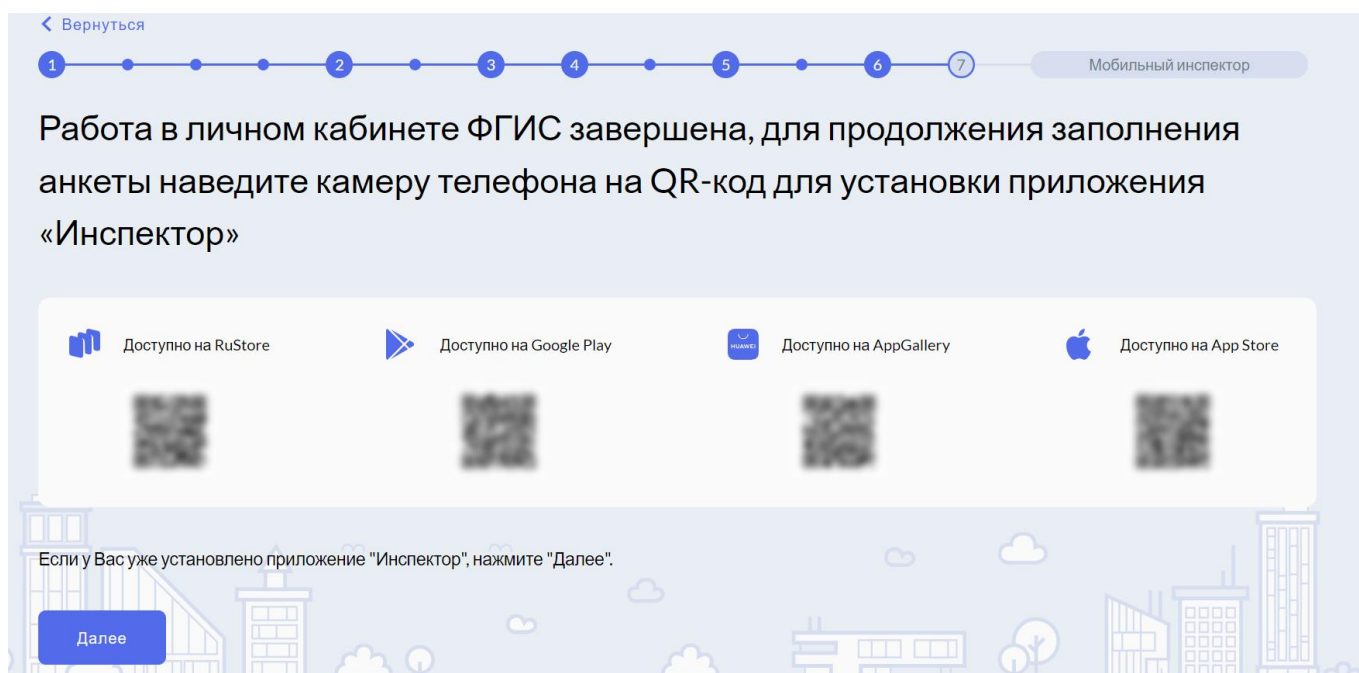 Вернуться
1 2 3 4 5 6 7 Мобильный инспектор
Работа в личном кабинете ФГИС завершена, для продолжения заполнения
анкеты наведите камеру телефона на QR-код для установки приложения
«Инспектор»
Доступно на RuStore
Доступно на Google Play
HUAWEI
Доступно на AppGallery
Доступно на App Store
Если у Вас уже установлено приложение "Инспектор", нажмите "Далее".
Далее